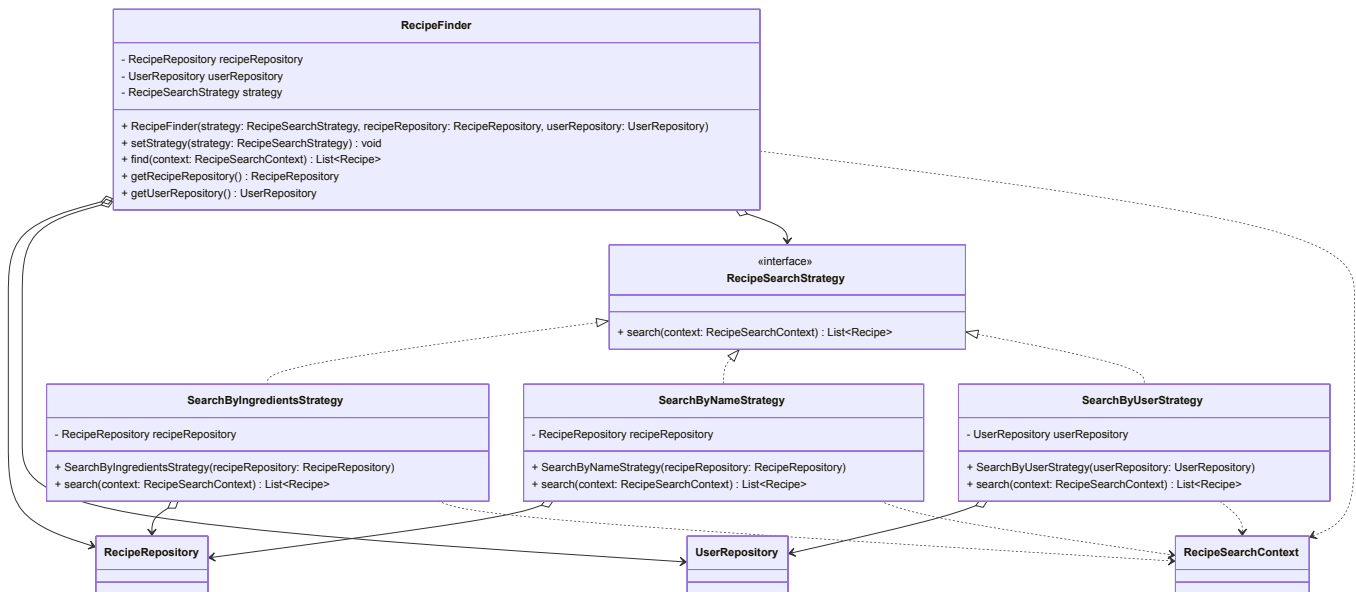 RecipeFinder
- RecipeRepository recipeRepository
- UserRepository userRepository
- RecipeSearchStrategy strategy
+ RecipeFinder(strategy: RecipeSearchStrategy, recipeRepository: RecipeRepository, userRepository: UserRepository)
+ setStrategy(strategy: RecipeSearchStrategy) : void
+ find(context: RecipeSearchContext) : List<Recipe>
+ getRecipeRepository() : RecipeRepository
+ getUserRepository() : UserRepository
«interface»
RecipeSearchStrategy
+ search(context: RecipeSearchContext) : List<Recipe>
SearchByIngredientsStrategy
- RecipeRepository recipeRepository
+ SearchByIngredientsStrategy(recipeRepository: RecipeRepository)
+ search(context: RecipeSearchContext) : List<Recipe>
SearchByNameStrategy
- RecipeRepository recipeRepository
+ SearchByNameStrategy(recipeRepository: RecipeRepository)
+ search(context: RecipeSearchContext) : List<Recipe>
SearchByUserStrategy
- UserRepository userRepository
+ SearchByUserStrategy(userRepository: UserRepository)
+ search(context: RecipeSearchContext) : List<Recipe>
RecipeRepository
UserRepository
RecipeSearchContext